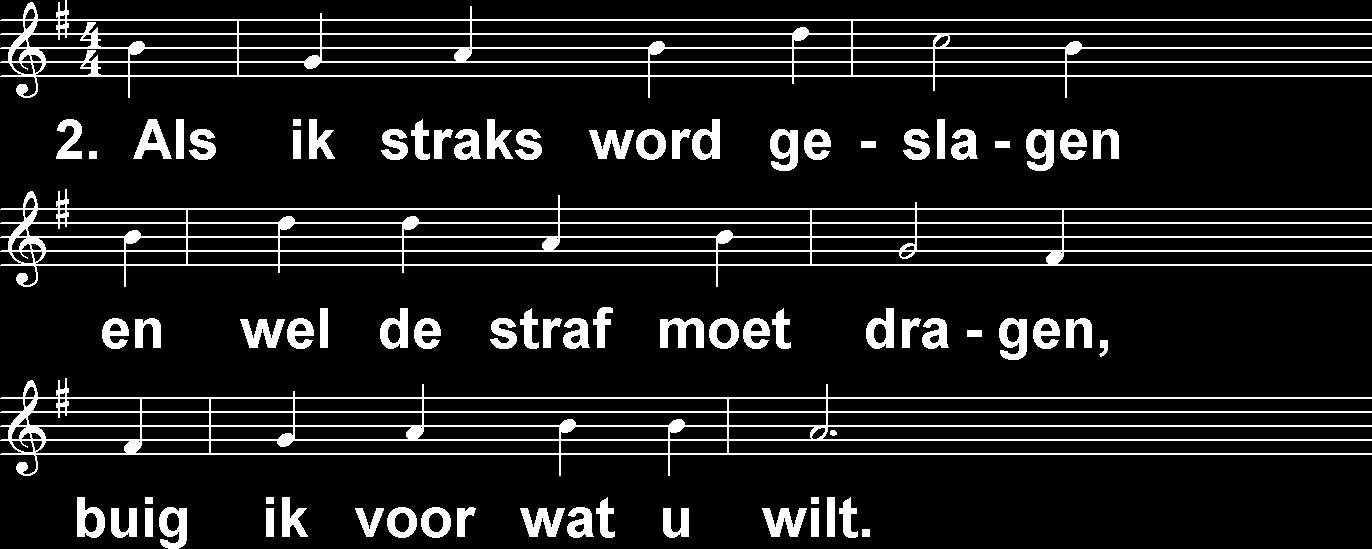 2. Als ik straks word ge - sla - gen
en wel de straf moet dra - gen,
buig ik voor wat u wilt.